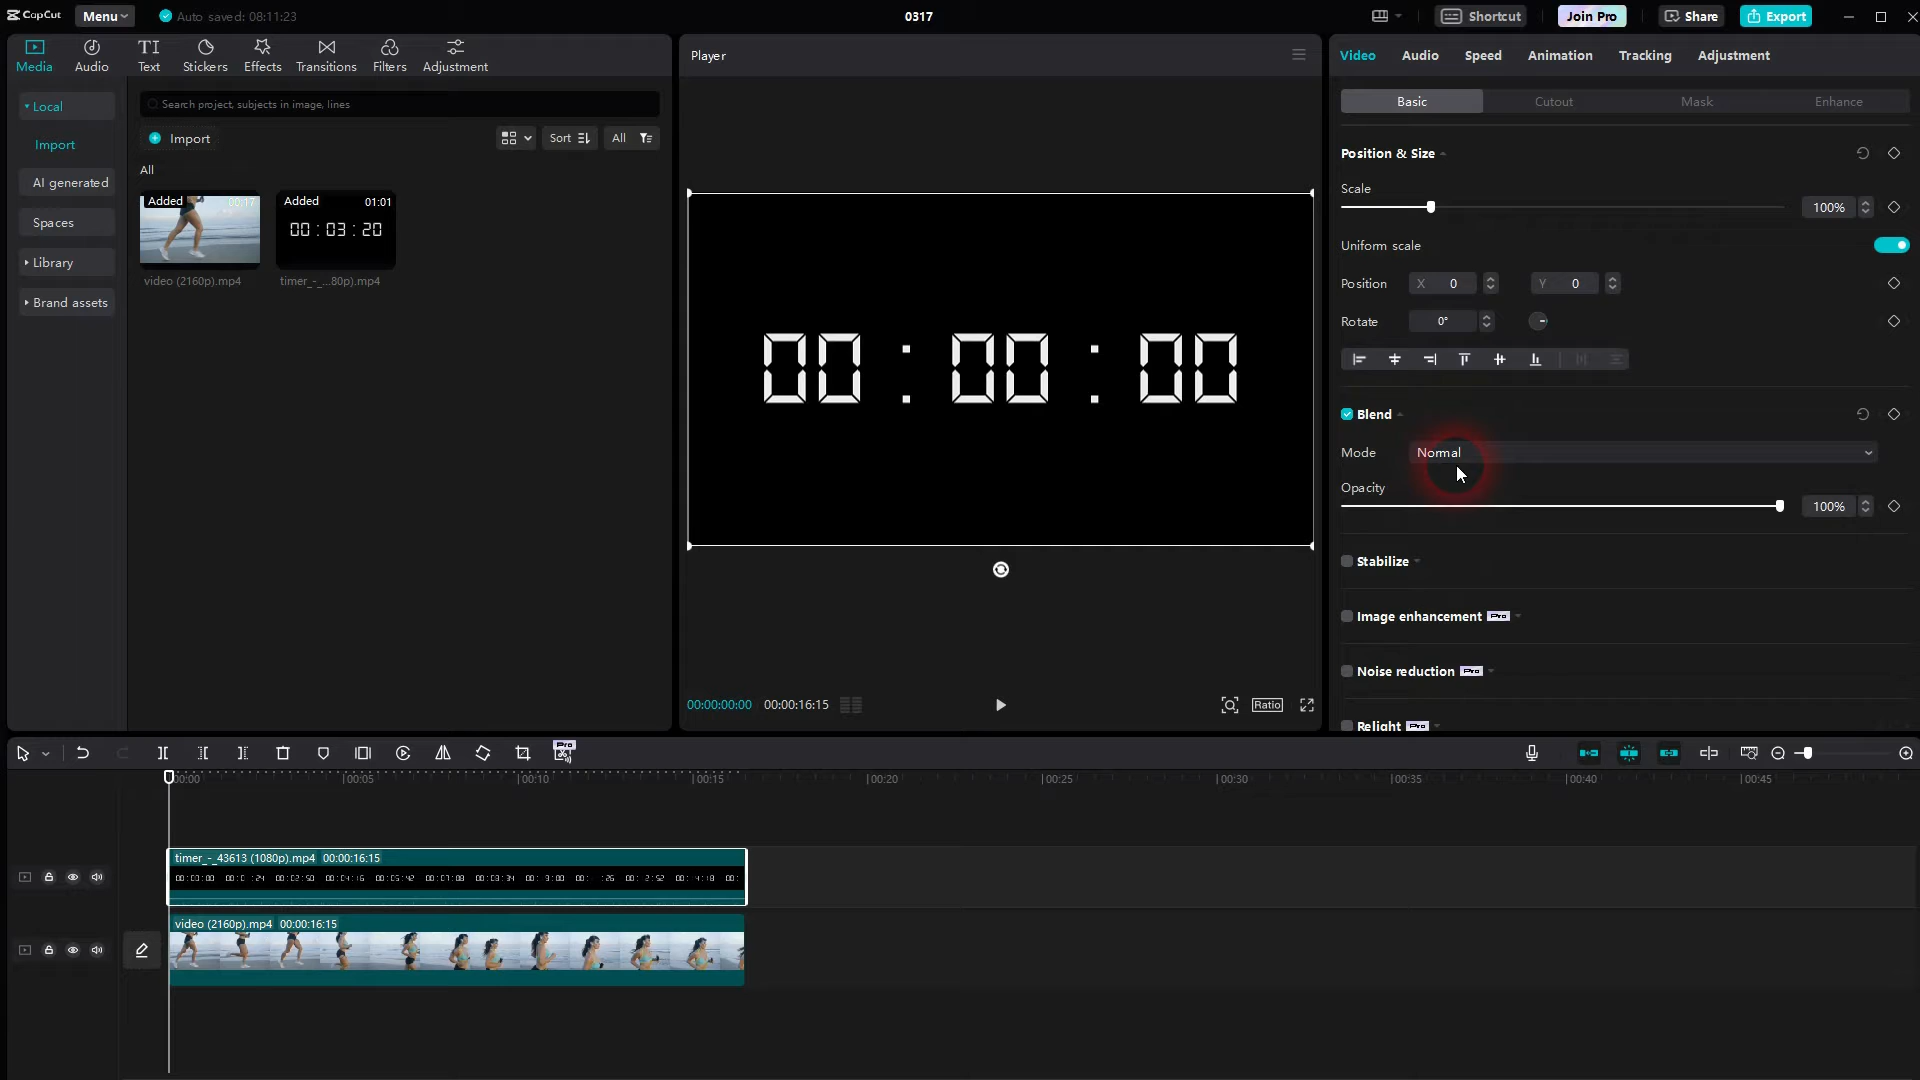 CapCut
Menu
Auto saved: 08:11:23
0317
Shortcut
Join Pro
Share
Export
Media
Audio
Text
Stickers
Effects
Transitions
Filters
Adjustment
Local
Import
AI generated
Spaces
Library
Brand assets
Search project, subjects in image, lines
Import
Sort
All
All
Added 00:17
video (2160p).mp4
Added 01:01
00 : 03 : 20
timer_-_...80p).mp4
Player
00 : 00 : 00
00:00:00:00 00:00:16:15
Ratio
Video
Audio
Speed
Animation
Tracking
Adjustment
Basic
Cutout
Mask
Enhance
Position & Size
Scale
100%
Uniform scale
Position X 0 Y 0
Rotate 0°
Blend
Mode Normal
Opacity
100%
Stabilize
Image enhancement Pro
Noise reduction Pro
Relight Pro
Pro
00:00 |00:05 |00:10 |00:15 |00:20 |00:25 |00:30 |00:35 |00:40 |00:45
timer_-_43613 (1080p).mp4 00:00:16:15
video (2160p).mp4 00:00:16:15